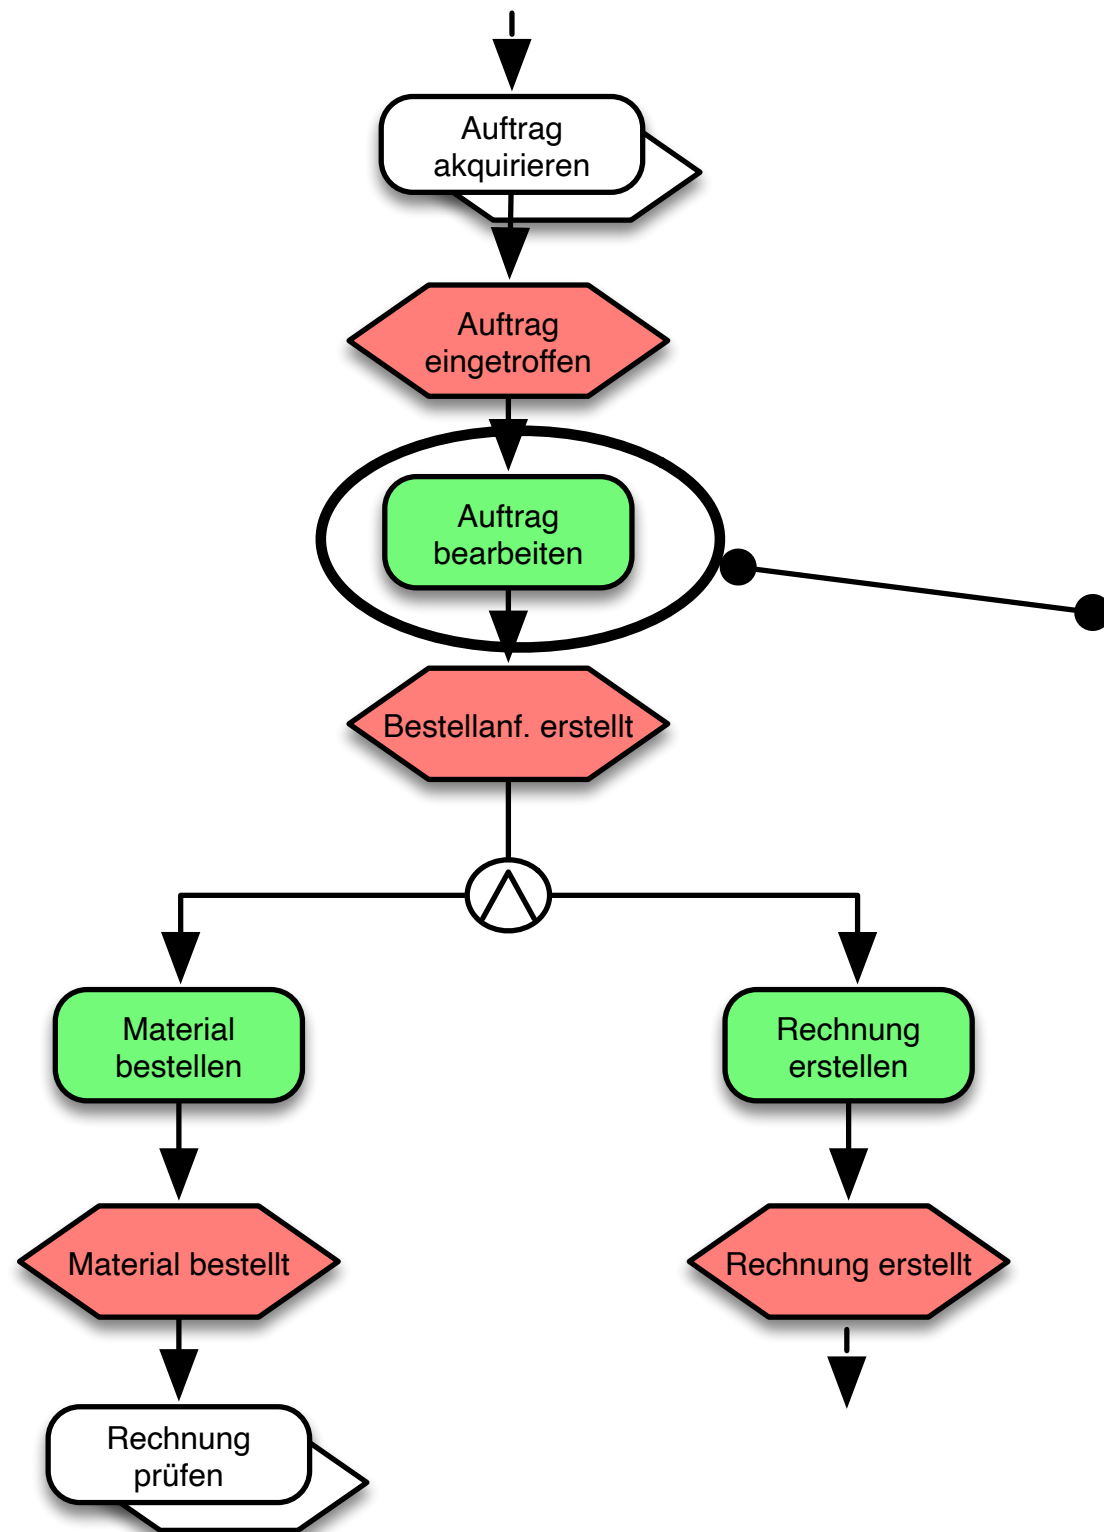 Auftrag
akquirieren
Auftrag
eingetroffen
Auftrag
bearbeiten
Bestellanf. erstellt
Material
bestellen
Rechnung
erstellen
Material bestellt
Rechnung erstellt
Rechnung
prüfen